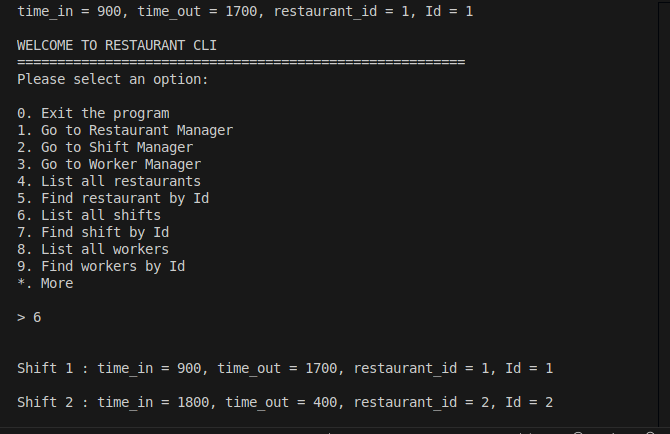 time_in = 900, time_out = 1700, restaurant_id = 1, Id = 1
WELCOME TO RESTAURANT CLI
========================================================
Please select an option:
0. Exit the program
1. Go to Restaurant Manager
2. Go to Shift Manager
3. Go to Worker Manager
4. List all restaurants
5. Find restaurant by Id
6. List all shifts
7. Find shift by Id
8. List all workers
9. Find workers by Id
*. More
> 6
Shift 1 : time_in = 900, time_out = 1700, restaurant_id = 1, Id = 1
Shift 2 : time_in = 1800, time_out = 400, restaurant_id = 2, Id = 2